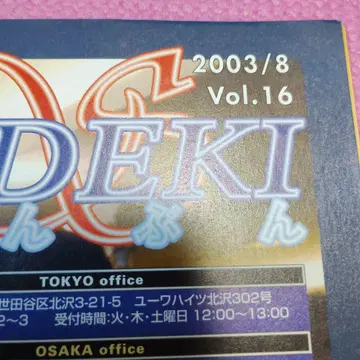 2003/8
Vol.16
DEKI
んぷん
TOKYO office
世田谷区北沢3-21-5 ユーワハイツ北沢302号
2~3 受付時間:火・木・土曜日 12:00~13:00
OSAKA office